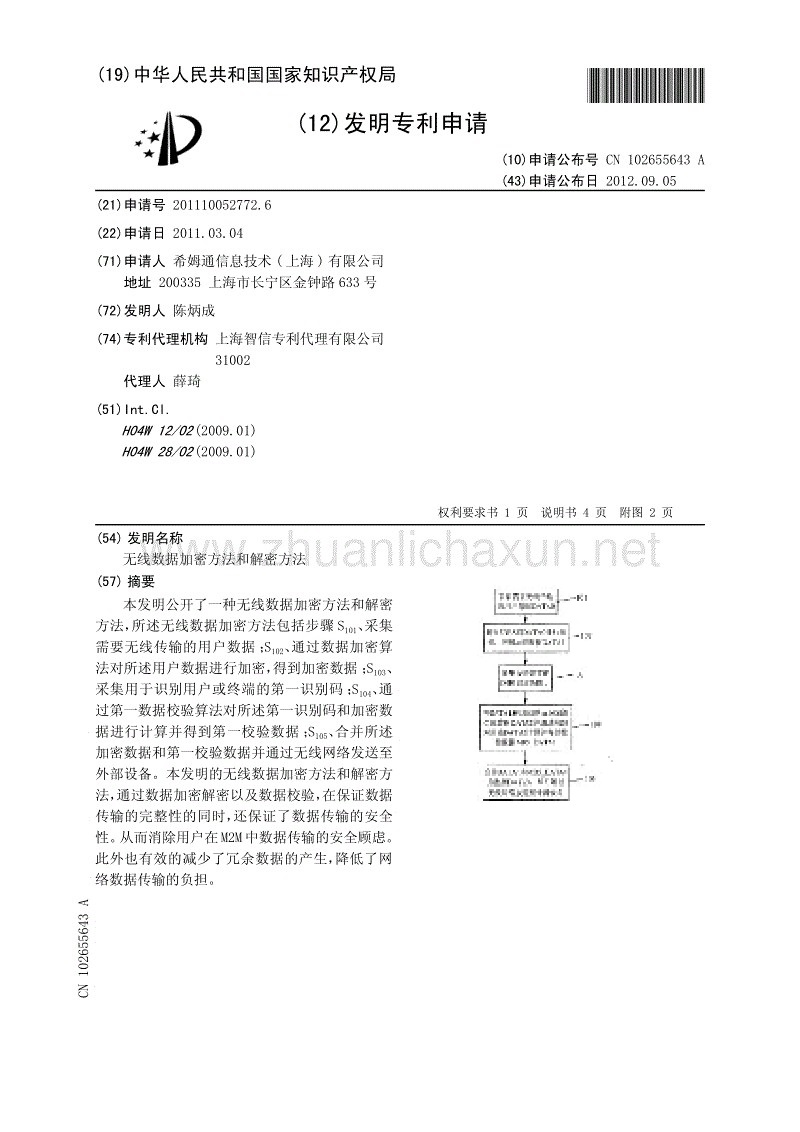 (19)中华人民共和国国家知识产权局
(12)发明专利申请
(10)申请公布号 CN 102655643 A
(43)申请公布日 2012.09.05
(21)申请号 201110052772.6
(22)申请日 2011.03.04
(71)申请人 希姆通信息技术(上海)有限公司
地址 200335 上海市长宁区金钟路633号
(72)发明人 陈炳成
(74)专利代理机构 上海智信专利代理有限公司
31002
代理人 薛琦
(51)Int.Cl.
H04W 12/02(2009.01)
H04W 28/02(2009.01)
权利要求书 1 页 说明书 4 页 附图 2 页
(54) 发明名称
无线数据加密方法和解密方法
www.zhuanlichaxun.net
(57) 摘要
本发明公开了一种无线数据加密方法和解密
方法,所述无线数据加密方法包括步骤S101、采集
需要无线传输的用户数据;S102、通过数据加密算
法对所述用户数据进行加密,得到加密数据;S103、
采集用于识别用户或终端的第一识别码;S104、通
过第一数据校验算法对所述第一识别码和加密数
据进行计算并得到第一校验数据;S105、合并所述
加密数据和第一校验数据并通过无线网络发送至
外部设备。本发明的无线数据加密方法和解密方
法,通过数据加密解密以及数据校验,在保证数据
传输的完整性的同时,还保证了数据传输的安全
性。从而消除用户在M2M中数据传输的安全顾虑。
此外也有效的减少了冗余数据的产生,降低了网
络数据传输的负担。
CN 102655643 A